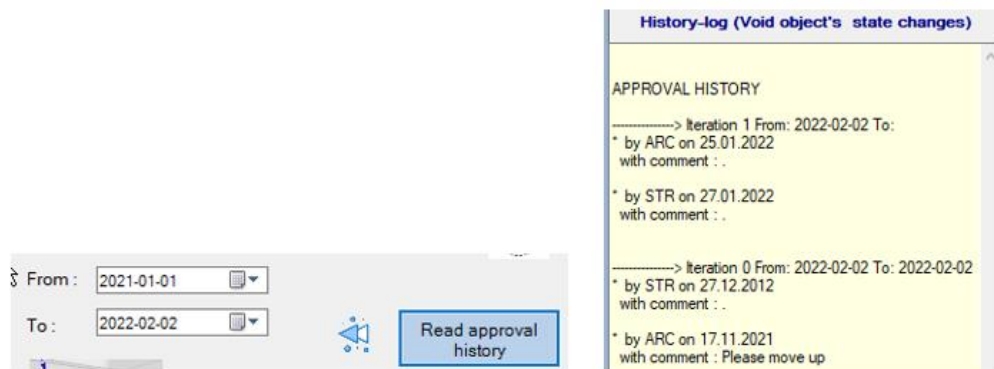 History-log (Void object's state changes)
APPROVAL HISTORY
---------------> Iteration 1 From: 2022-02-02 To:
* by ARC on 25.01.2022
with comment : .
* by STR on 27.01.2022
with comment : .
---------------> Iteration 0 From: 2022-02-02 To: 2022-02-02
* by STR on 27.12.2012
with comment : .
* by ARC on 17.11.2021
with comment : Please move up
From :
2021-01-01
To :
2022-02-02
Read approval
history